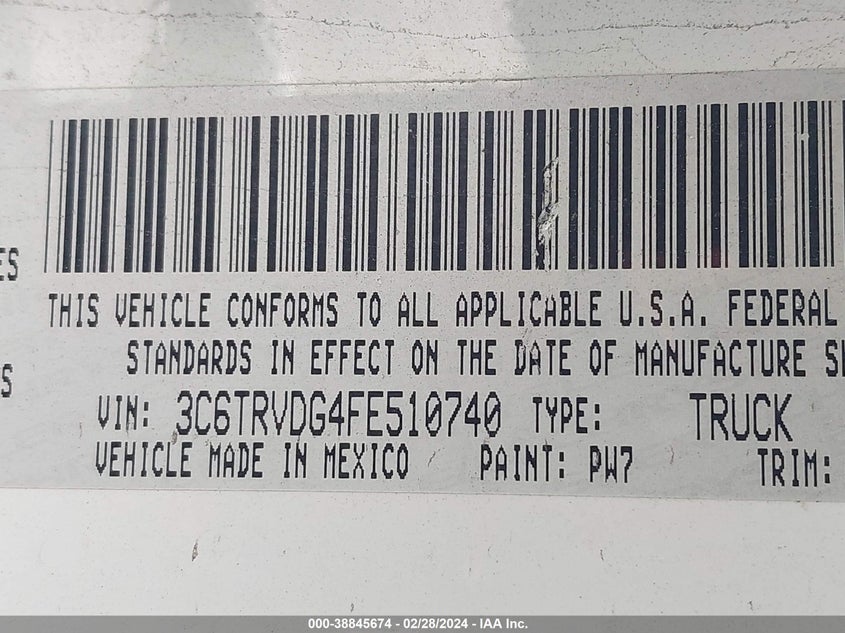 ES
THIS VEHICLE CONFORMS TO ALL APPLICABLE U.S.A. FEDERAL
STANDARDS IN EFFECT ON THE DATE OF MANUFACTURE
S
VIN: 3C6TRVDG4FE510740 TYPE: TRUCK
VEHICLE MADE IN MEXICO PAINT: PW7 TRIM:
000-38845674 - 02/28/2024 - IAA Inc.